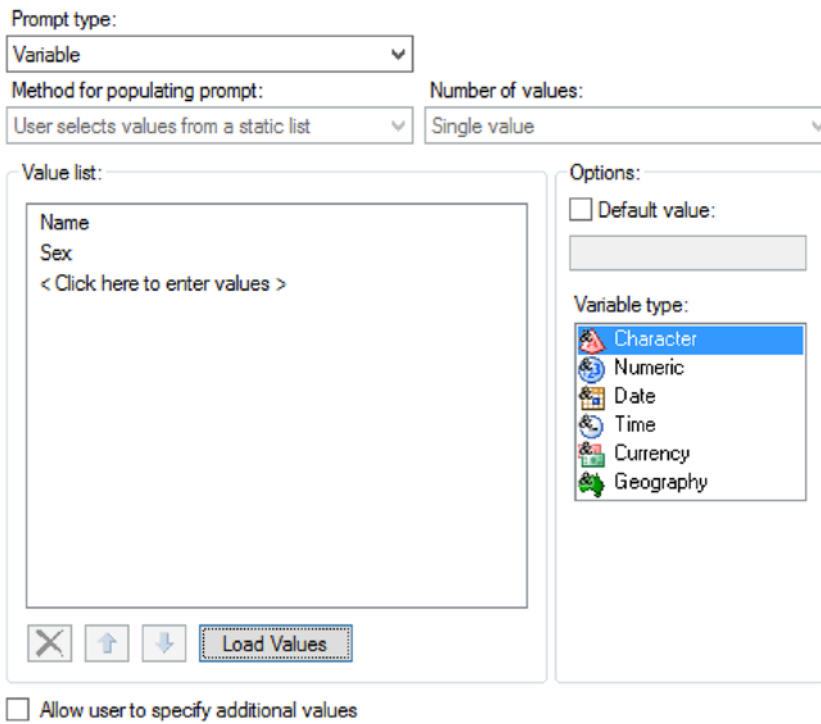 Prompt type:
Variable
Method for populating prompt: Number of values:
User selects values from a static list Single value
Value list: Options:
Name
Sex
< Click here to enter values >
Default value:
Variable type:
Character
Numeric
Date
Time
Currency
Geography
Load Values
Allow user to specify additional values